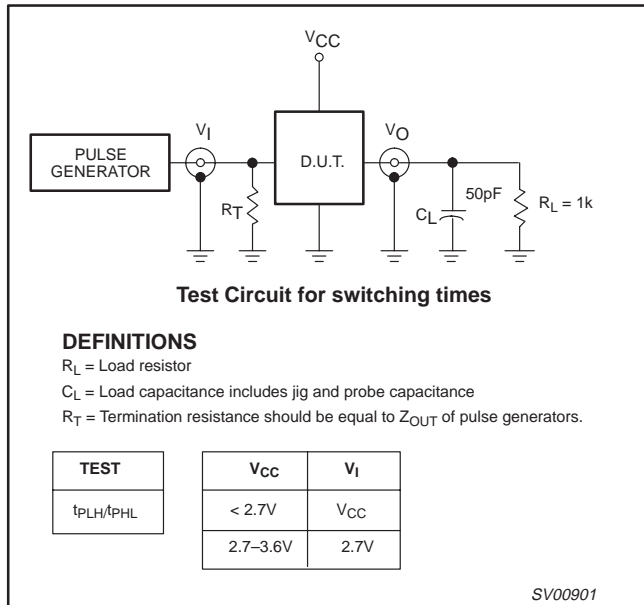 VCC
VI
VO
PULSE
GENERATOR
D.U.T.
RT
50pF
CL
RL = 1k
Test Circuit for switching times
DEFINITIONS
RL = Load resistor
CL = Load capacitance includes jig and probe capacitance
RT = Termination resistance should be equal to ZOUT of pulse generators.
TEST
tPLH/tPHL
VCC VI
< 2.7V VCC
2.7–3.6V 2.7V
SV00901